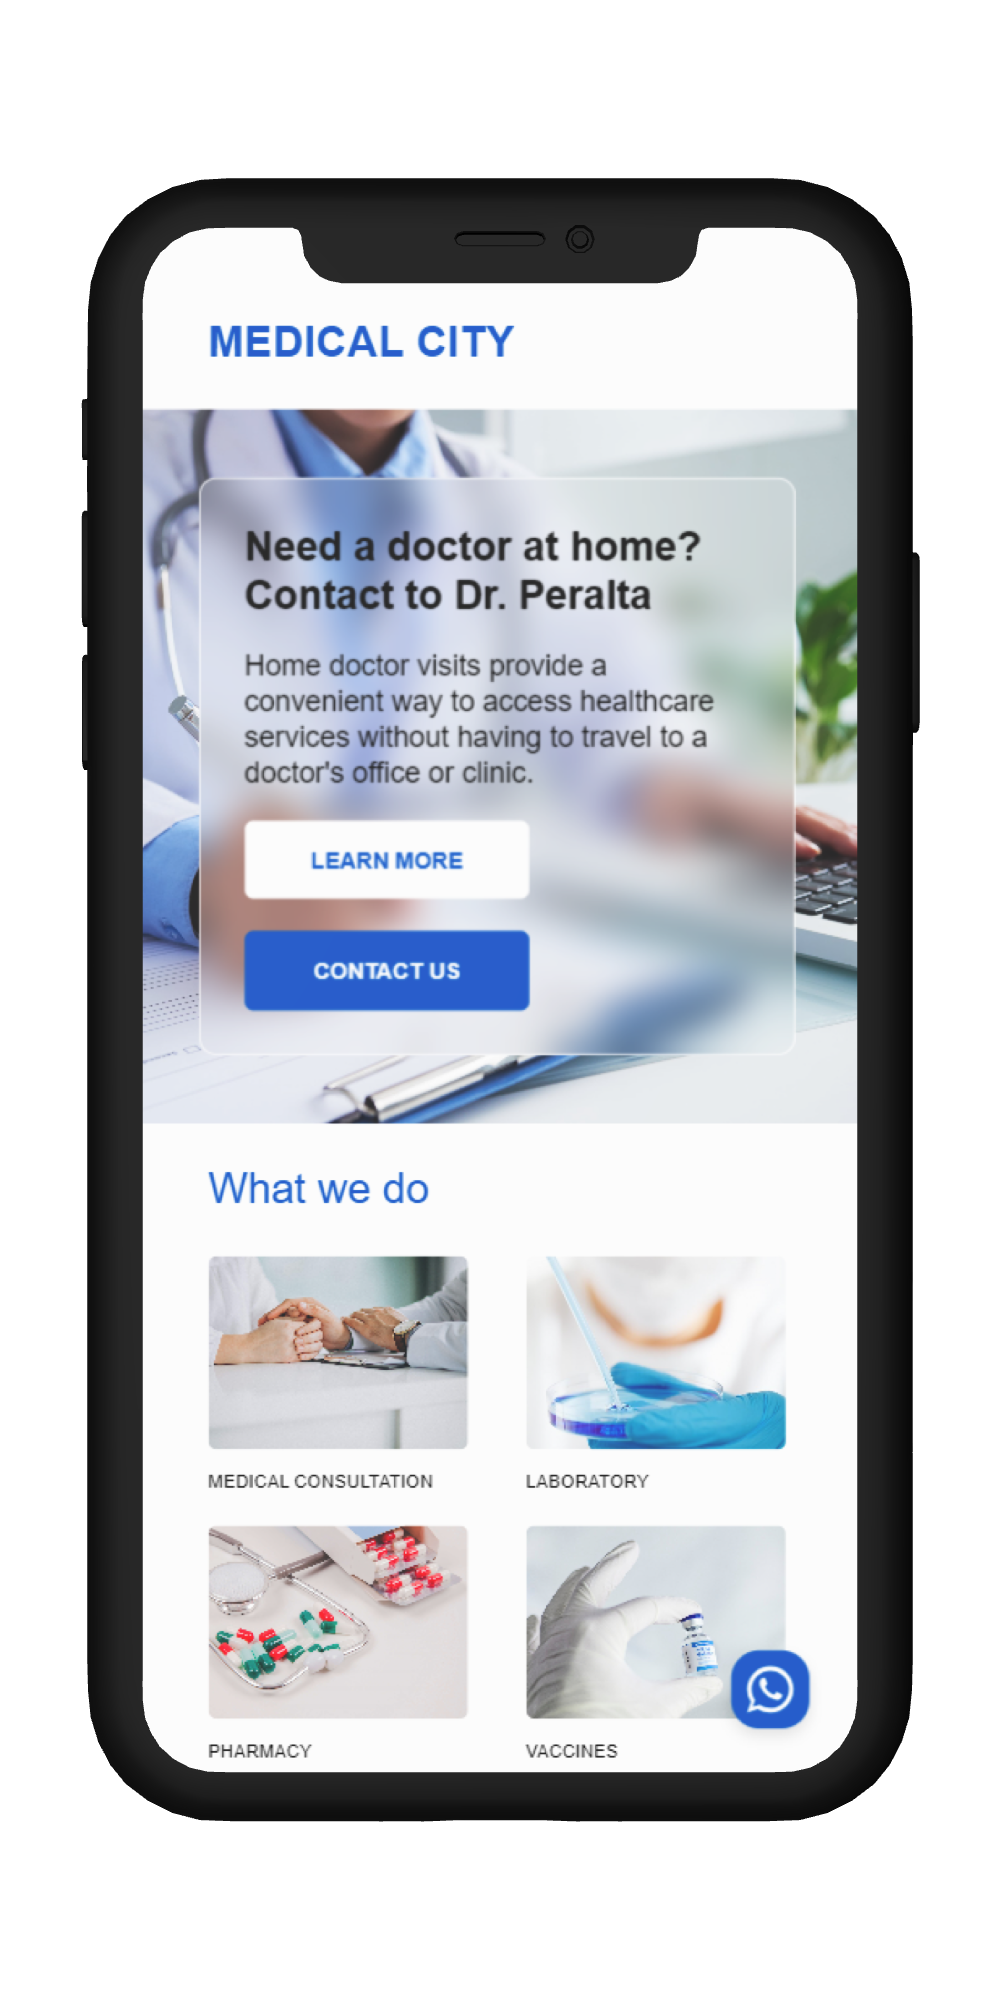 MEDICAL CITY
Need a doctor at home?
Contact to Dr. Peralta
Home doctor visits provide a
convenient way to access healthcare
services without having to travel to a
doctor's office or clinic.
LEARN MORE
CONTACT US
What we do
MEDICAL CONSULTATION
LABORATORY
PHARMACY
VACCINES